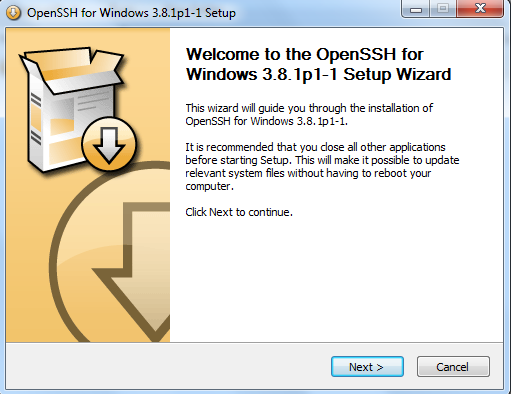 OpenSSH for Windows 3.8.1p1-1 Setup
Welcome to the OpenSSH for
Windows 3.8.1p1-1 Setup Wizard
This wizard will guide you through the installation of
OpenSSH for Windows 3.8.1p1-1.
It is recommended that you close all other applications
before starting Setup. This will make it possible to update
relevant system files without having to reboot your
computer.
Click Next to continue.
Next >
Cancel